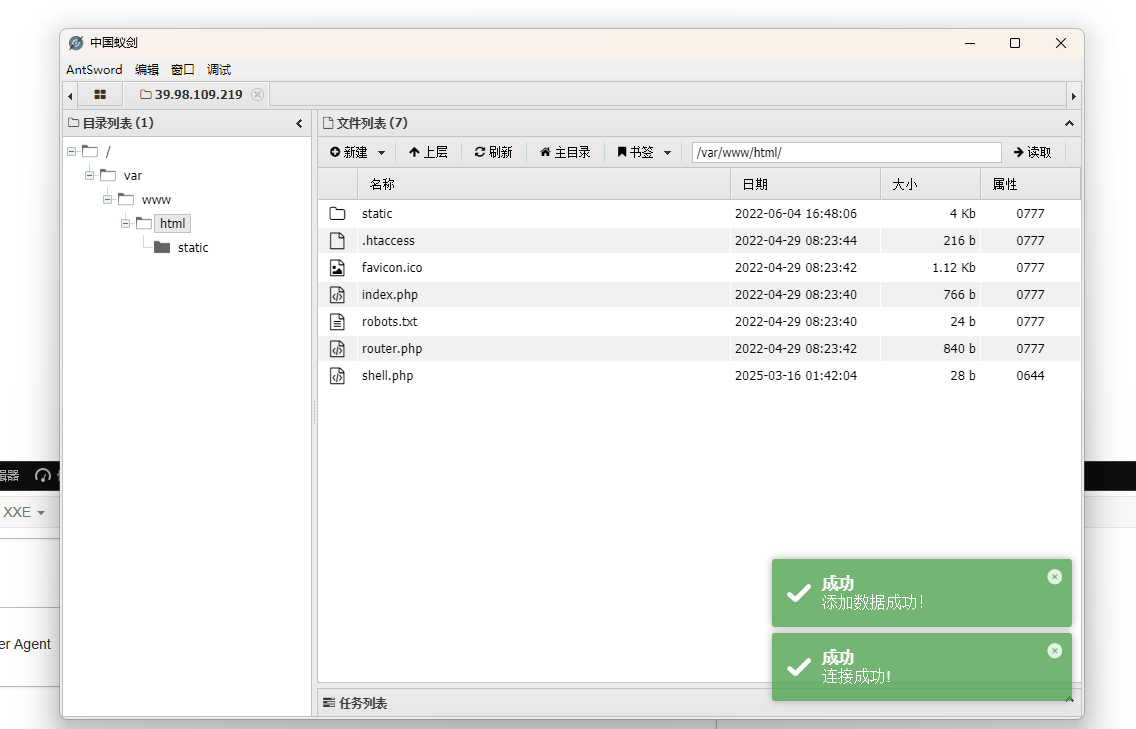 中国蚁剑
AntSword 编辑 窗口 调试
39.98.109.219
目录列表 (1)
/
var
www
html
static
文件列表 (7)
新建 上层 刷新 主目录 书签 /var/www/html/ 读取
名称 日期 大小 属性
static 2022-06-04 16:48:06 4 Kb 0777
.htaccess 2022-04-29 08:23:44 216 b 0777
favicon.ico 2022-04-29 08:23:42 1.12 Kb 0777
index.php 2022-04-29 08:23:40 766 b 0777
robots.txt 2022-04-29 08:23:40 24 b 0777
router.php 2022-04-29 08:23:42 840 b 0777
shell.php 2025-03-16 01:42:04 28 b 0644
器
XXE
er Agent
成功
添加数据成功!
成功
连接成功!
任务列表